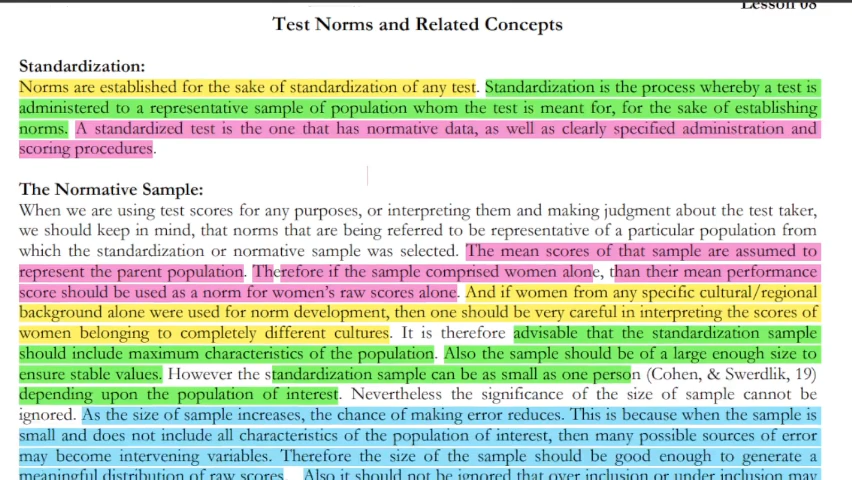 Lesson 08
Test Norms and Related Concepts
Standardization:
Norms are established for the sake of standardization of any test. Standardization is the process whereby a test is
administered to a representative sample of population whom the test is meant for, for the sake of establishing
norms. A standardized test is the one that has normative data, as well as clearly specified administration and
scoring procedures.
The Normative Sample:
When we are using test scores for any purposes, or interpreting them and making judgment about the test taker,
we should keep in mind, that norms that are being referred to be representative of a particular population from
which the standardization or normative sample was selected. The mean scores of that sample are assumed to
represent the parent population. Therefore if the sample comprised women alone, than their mean performance
score should be used as a norm for women's raw scores alone. And if women from any specific cultural/regional
background alone were used for norm development, then one should be very careful in interpreting the scores of
women belonging to completely different cultures. It is therefore advisable that the standardization sample
should include maximum characteristics of the population. Also the sample should be of a large enough size to
ensure stable values. However the standardization sample can be as small as one person (Cohen, & Swerdlik, 19)
depending upon the population of interest. Nevertheless the significance of the size of sample cannot be
ignored. As the size of sample increases, the chance of making error reduces. This is because when the sample is
small and does not include all characteristics of the population of interest, then many possible sources of error
may become intervening variables. Therefore the size of the sample should be good enough to generate a
meaningful distribution of raw scores. Also it should not be ignored that over inclusion or under inclusion may